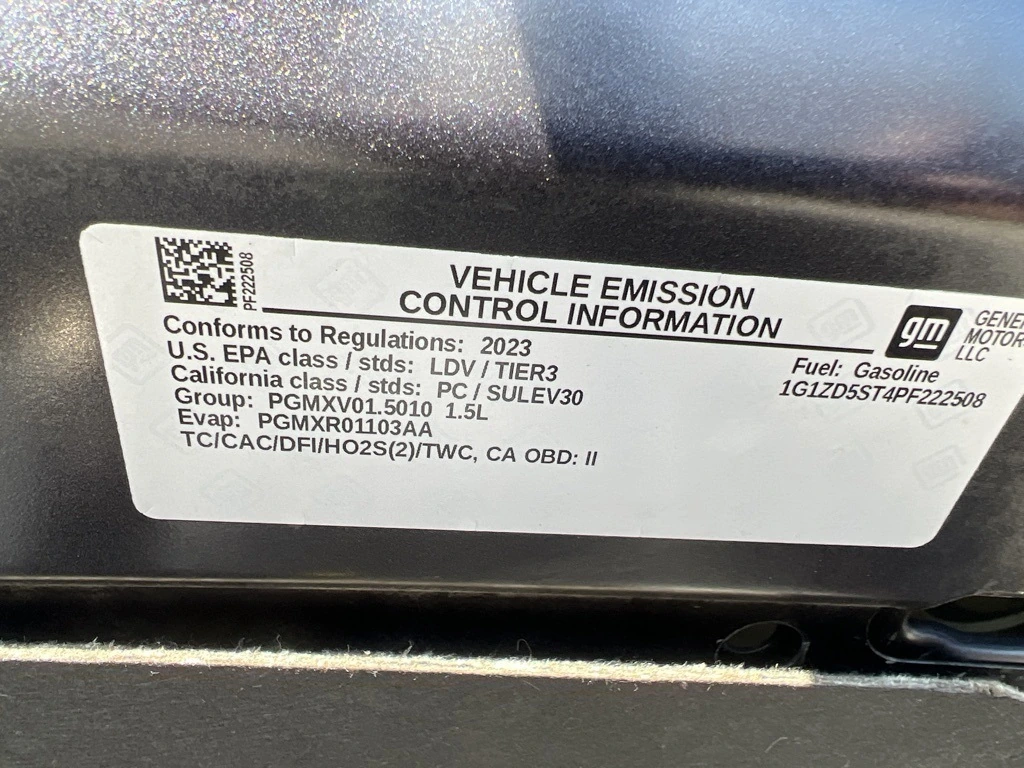 PF222508
VEHICLE EMISSION
CONTROL INFORMATION
gm
GENE
MOTOR
LLC
Conforms to Regulations: 2023
U.S. EPA class / stds: LDV / TIER3
California class / stds: PC / SULEV30
Group: PGMXV01.5010 1.5L
Evap: PGMXR01103AA
TC/CAC/DFI/HO2S(2)/TWC, CA OBD: II
Fuel: Gasoline
1G1ZD5ST4PF222508